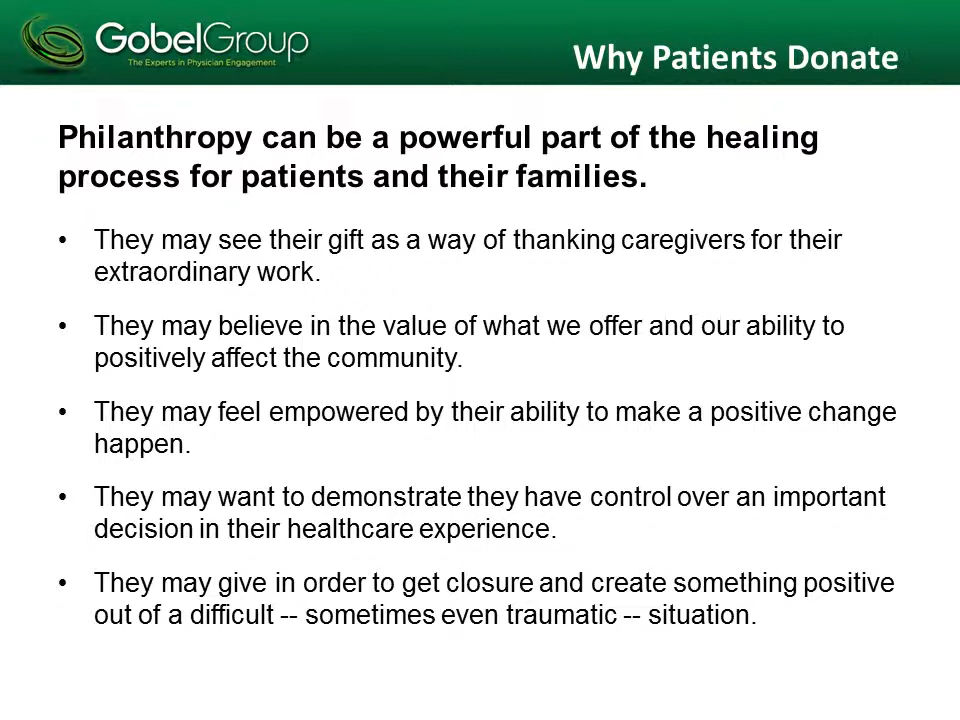 GobelGroup
The Experts in Physician Engagement
Why Patients Donate
Philanthropy can be a powerful part of the healing
process for patients and their families.
• They may see their gift as a way of thanking caregivers for their
extraordinary work.
• They may believe in the value of what we offer and our ability to
positively affect the community.
• They may feel empowered by their ability to make a positive change
happen.
• They may want to demonstrate they have control over an important
decision in their healthcare experience.
• They may give in order to get closure and create something positive
out of a difficult -- sometimes even traumatic -- situation.